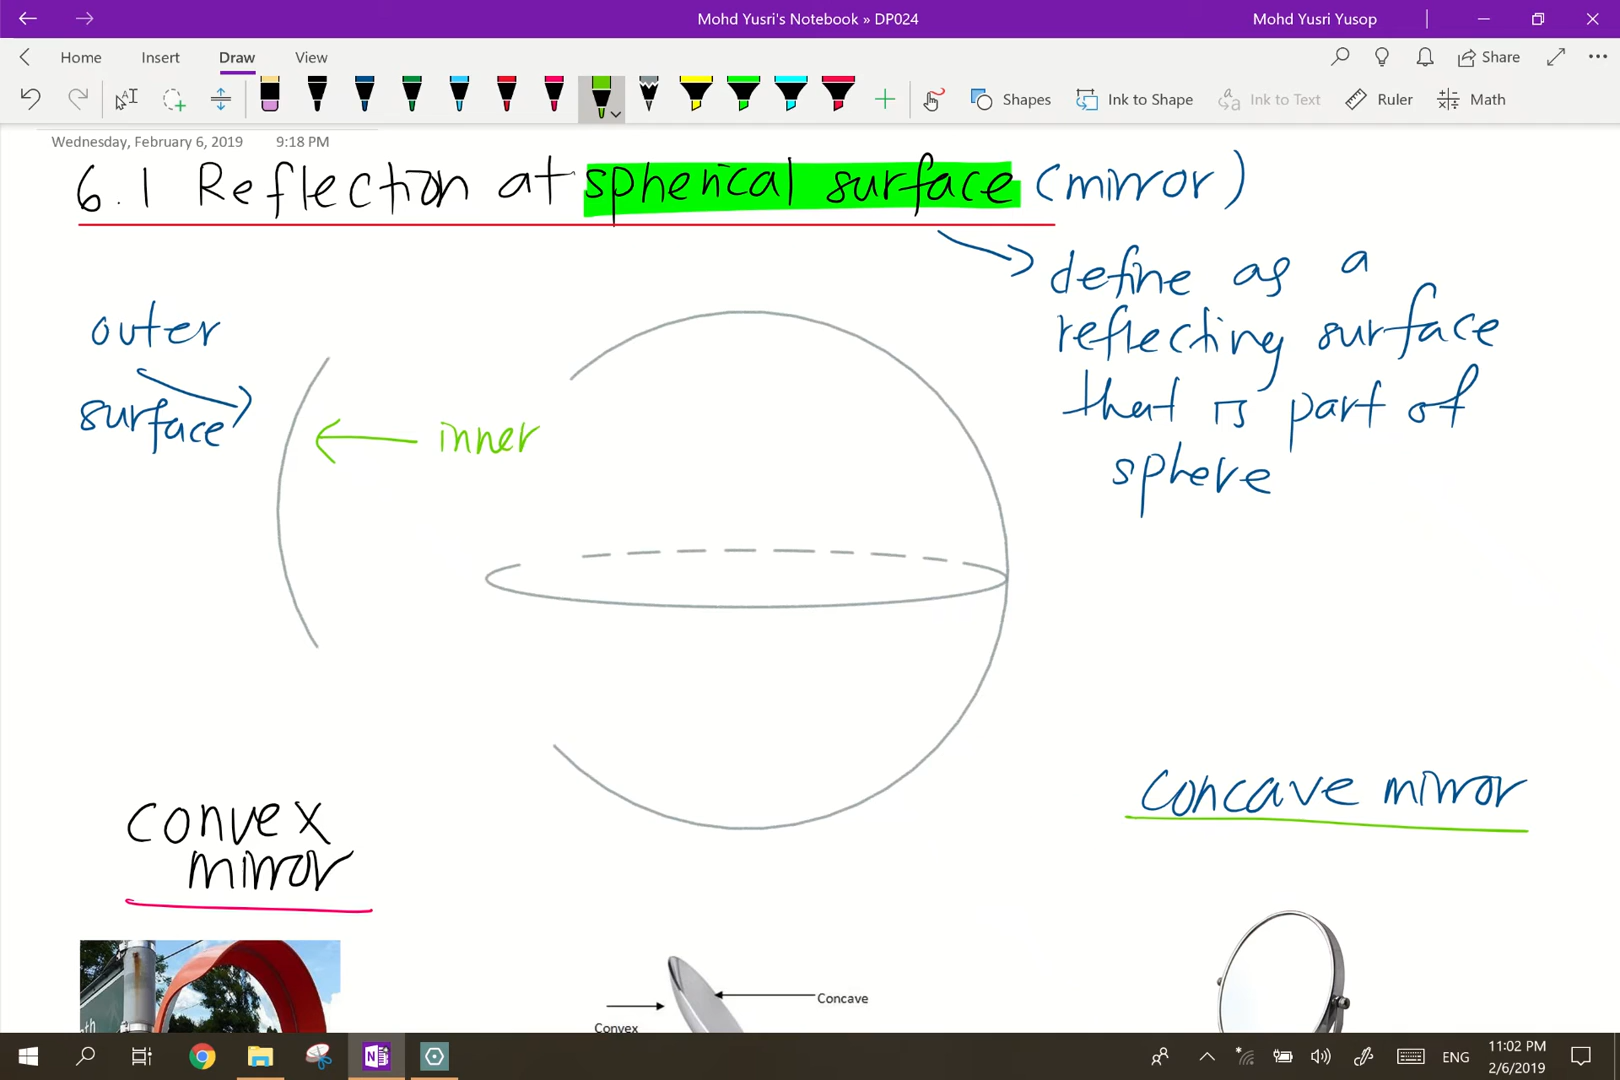 Mohd Yusri's Notebook » DP024
Mohd Yusri Yusop
Home
Insert
Draw
View
Share
Shapes
Ink to Shape
Ink to Text
Ruler
Math
Wednesday, February 6, 2019
9:18 PM
6.1 Reflection at spherical surface (mirror)
define as a
reflecting surface
that is part of
sphere
outer
surface
inner
convex
mirror
concave mirror
Concave
Convex
ENG
11:02 PM
2/6/2019